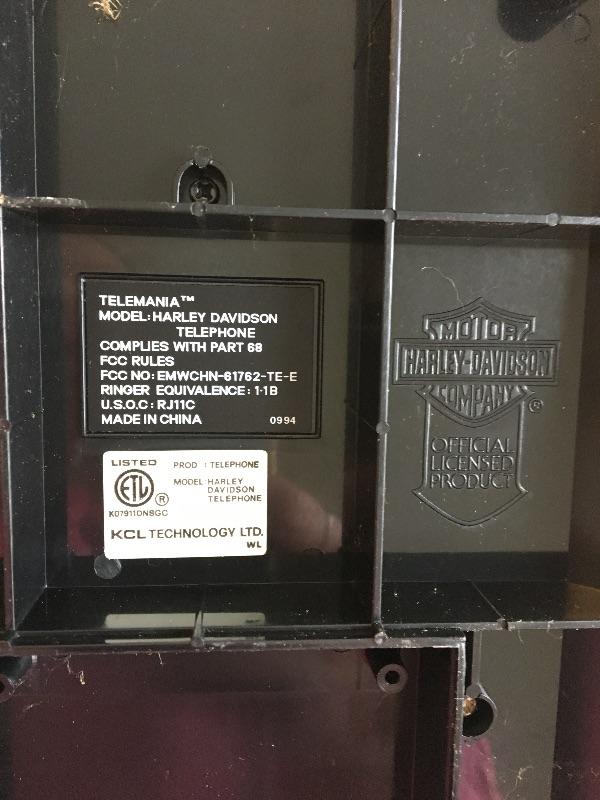 TELEMANIA™
MODEL: HARLEY DAVIDSON
TELEPHONE
COMPLIES WITH PART 68
FCC RULES
FCC NO: EMWCHN-61762-TE-E
RINGER EQUIVALENCE: 1·1B
U.S.O.C: RJ11C
MADE IN CHINA 0994
LISTED PROD : TELEPHONE
ETL ® MODEL: HARLEY
DAVIDSON
TELEPHONE
K07911DNSGC
KCL TECHNOLOGY LTD.
WL
MOTOR
HARLEY-DAVIDSON
COMPANY ®
OFFICIAL
LICENSED
PRODUCT